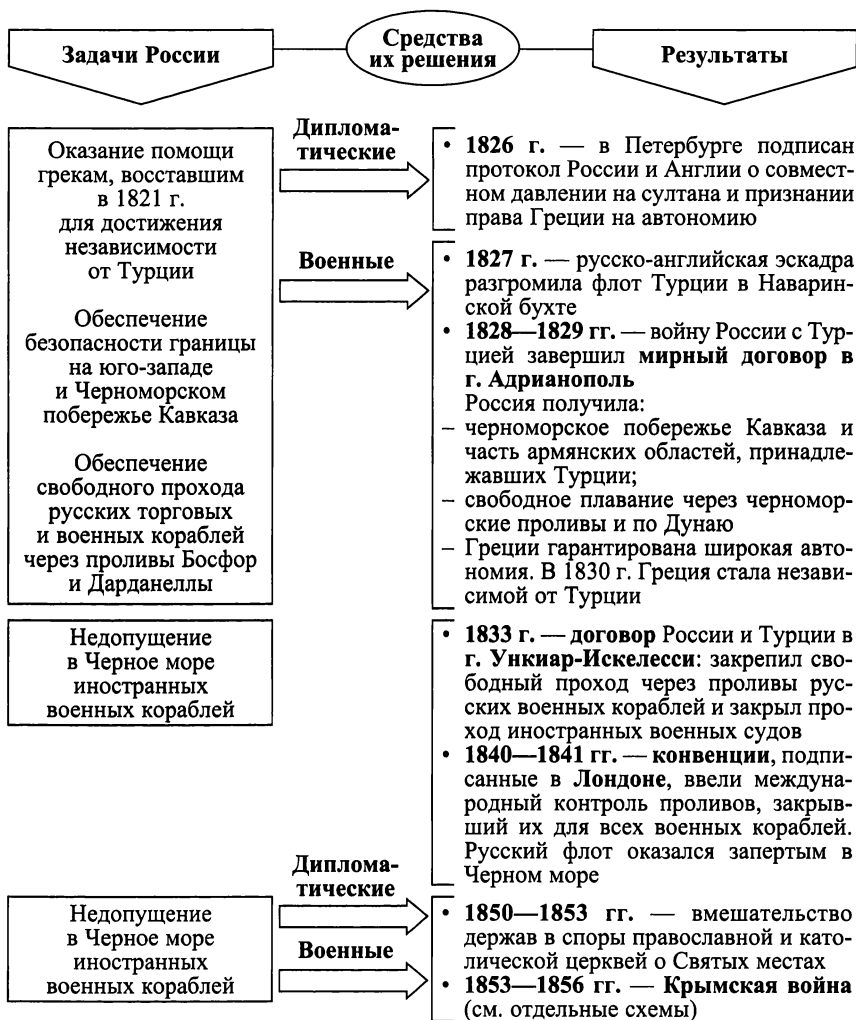 Задачи России
Средства
их решения
Результаты
Оказание помощи
грекам, восставшим
в 1821 г.
для достижения
независимости
от Турции
Обеспечение
безопасности границы
на юго-западе
и Черноморском
побережье Кавказа
Обеспечение
свободного прохода
русских торговых
и военных кораблей
через проливы Босфор
и Дарданеллы
Дипломa-
тические
• 1826 г. — в Петербурге подписан
протокол России и Англии о совмест-
ном давлении на султана и признании
права Греции на автономию
Военные
• 1827 г. — русско-английская эскадра
разгромила флот Турции в Наварин-
ской бухте
• 1828—1829 гг. — войну России с Тур-
цией завершил мирный договор в
г. Адрианополь
Россия получила:
– черноморское побережье Кавказа и
часть армянских областей, принадле-
жавших Турции;
– свободное плавание через черномор-
ские проливы и по Дунаю
– Греции гарантирована широкая авто-
номия. В 1830 г. Греция стала незави-
симой от Турции
Недопущение
в Черное море
иностранных
военных кораблей
• 1833 г. — договор России и Турции в
г. Ункиар-Искелесси: закрепил сво-
бодный проход через проливы рус-
ских военных кораблей и закрыл про-
ход иностранных военных судов
• 1840—1841 гг. — конвенции, подпи-
санные в Лондоне, ввели междуна-
родный контроль проливов, закрыв-
ший их для всех военных кораблей.
Русский флот оказался запертым в
Черном море
Недопущение
в Черное море
иностранных
военных кораблей
Диплома-
тические
Военные
• 1850—1853 гг. — вмешательство
держав в споры православной и като-
лической церквей о Святых местах
• 1853—1856 гг. — Крымская война
(см. отдельные схемы)